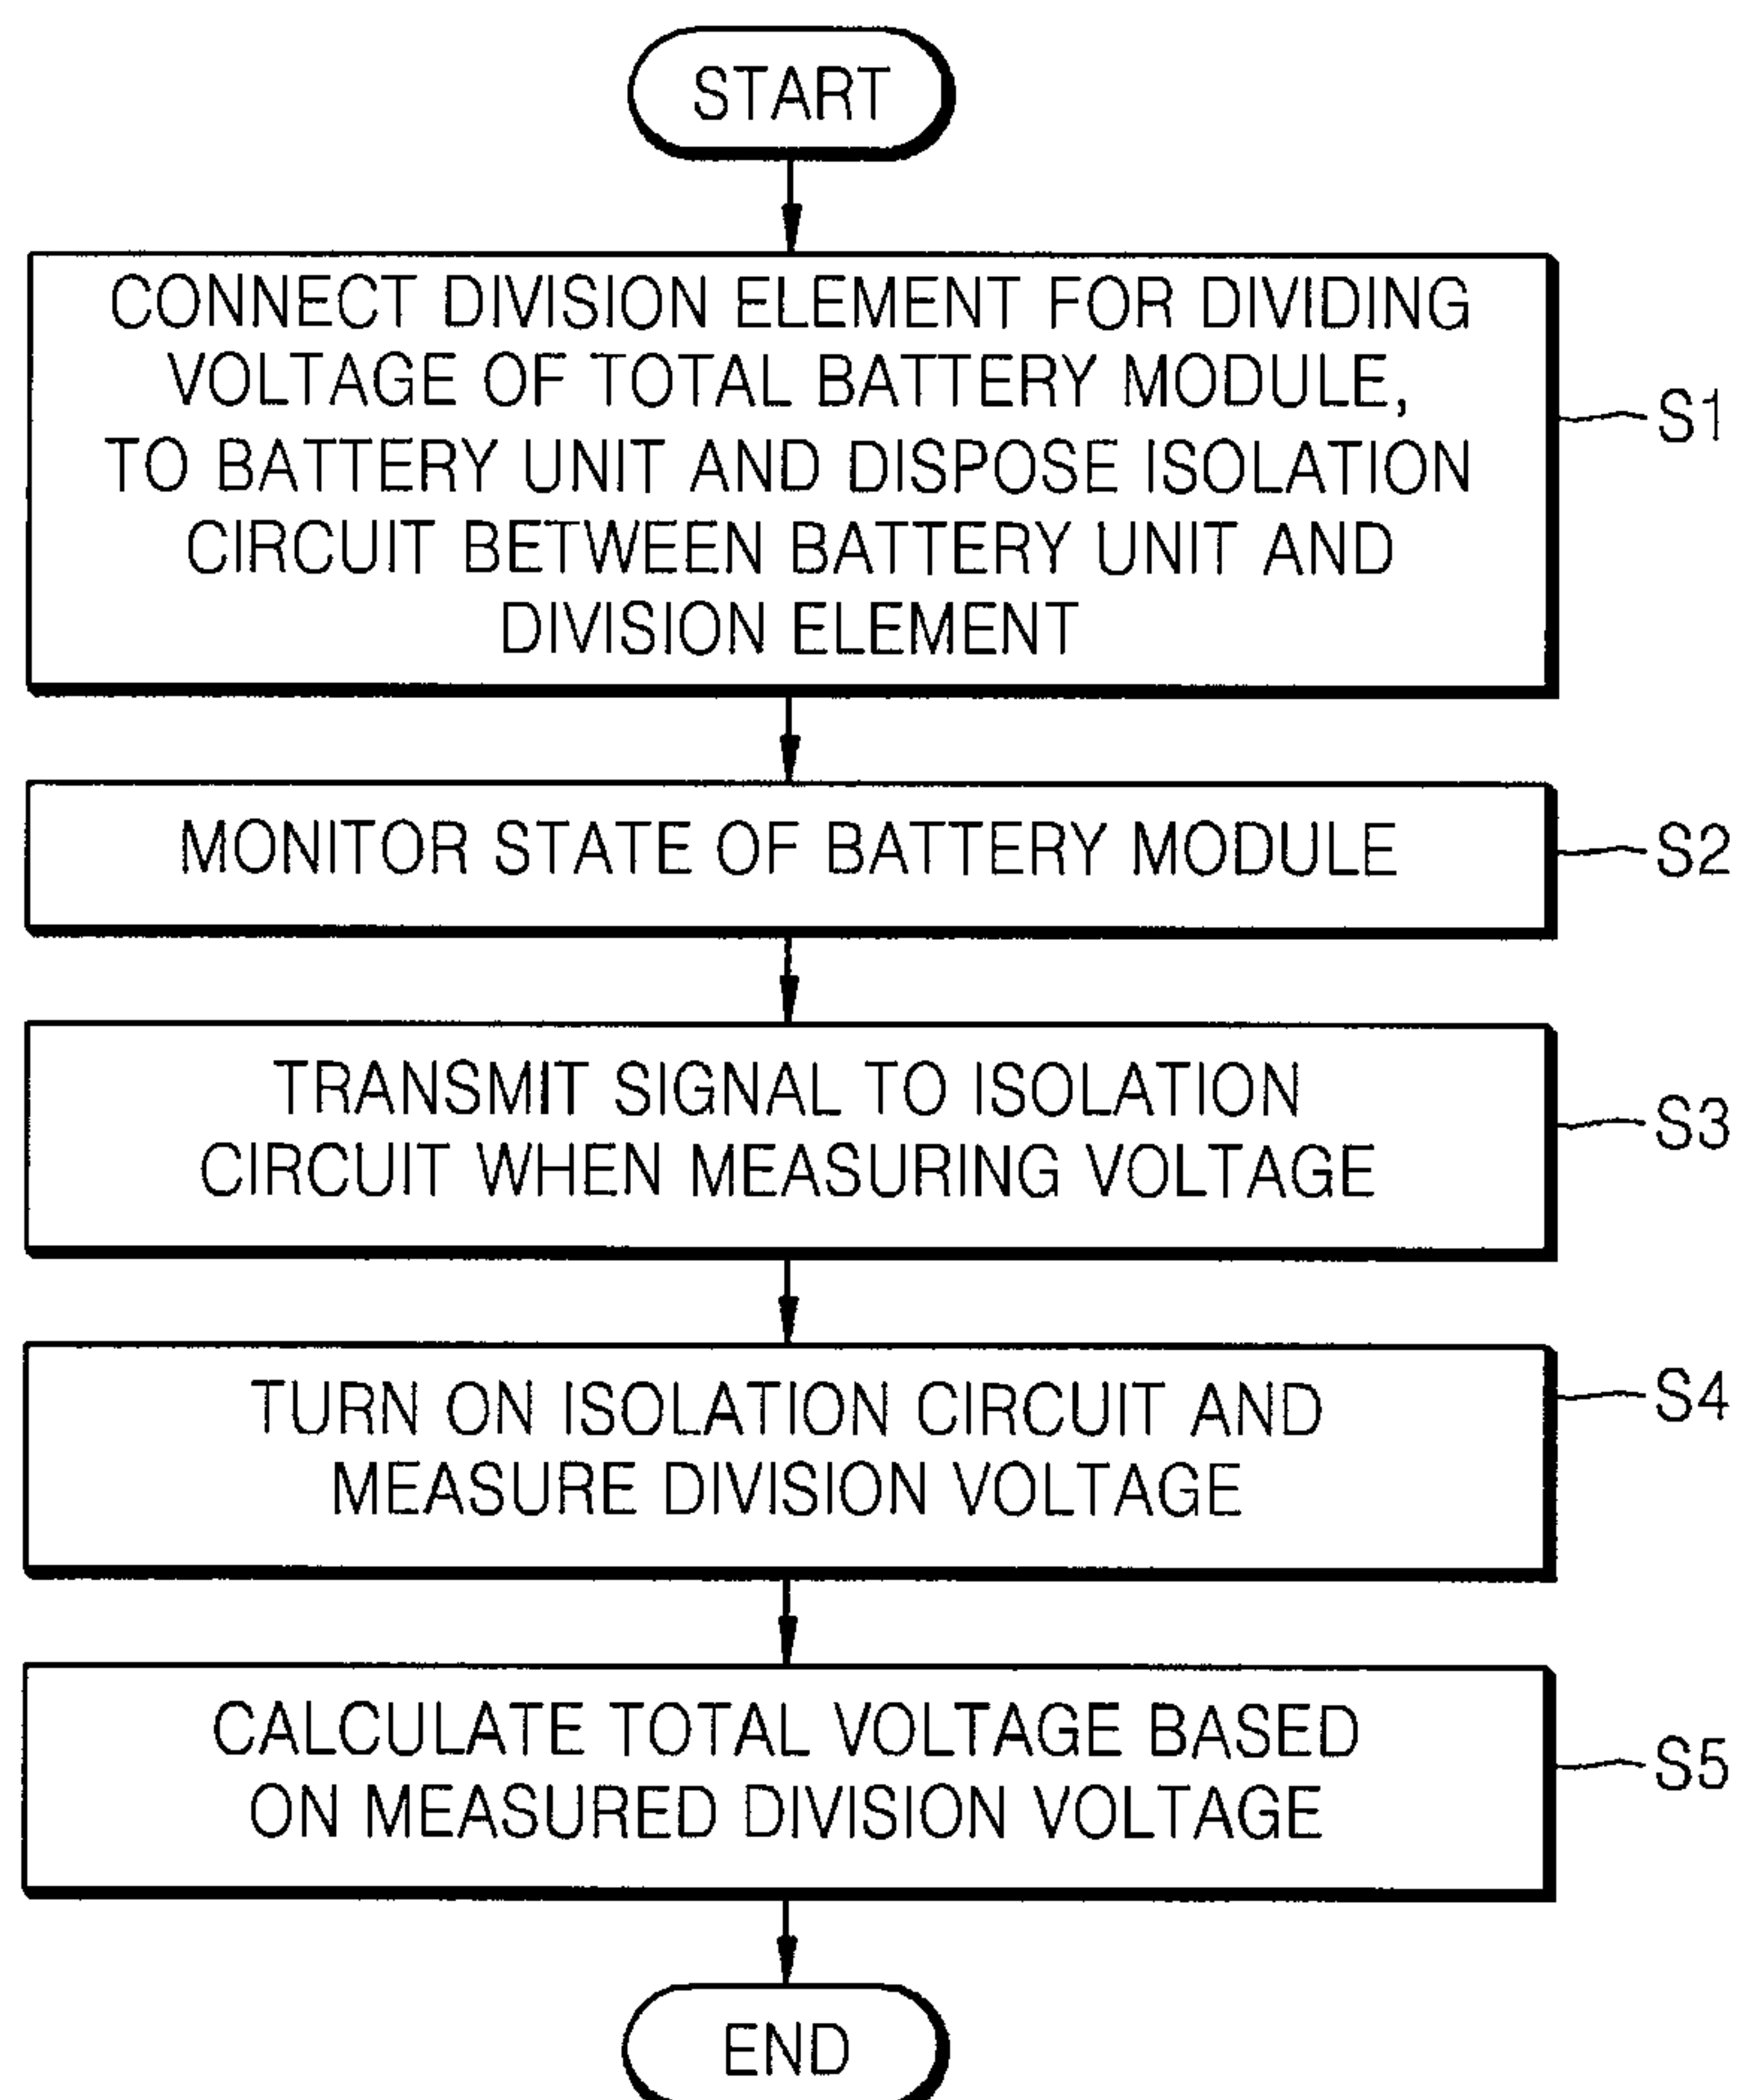 START
CONNECT DIVISION ELEMENT FOR DIVIDING
VOLTAGE OF TOTAL BATTERY MODULE,
TO BATTERY UNIT AND DISPOSE ISOLATION
CIRCUIT BETWEEN BATTERY UNIT AND
DIVISION ELEMENT
S1
MONITOR STATE OF BATTERY MODULE
S2
TRANSMIT SIGNAL TO ISOLATION
CIRCUIT WHEN MEASURING VOLTAGE
S3
TURN ON ISOLATION CIRCUIT AND
MEASURE DIVISION VOLTAGE
S4
CALCULATE TOTAL VOLTAGE BASED
ON MEASURED DIVISION VOLTAGE
S5
END